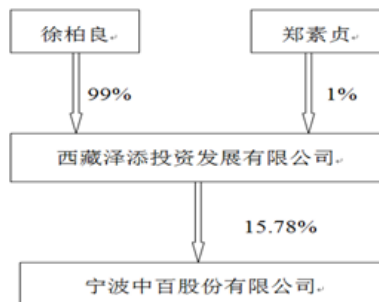 徐柏良
郑素贞
99%
1%
西藏泽添投资发展有限公司
15.78%
宁波中百股份有限公司